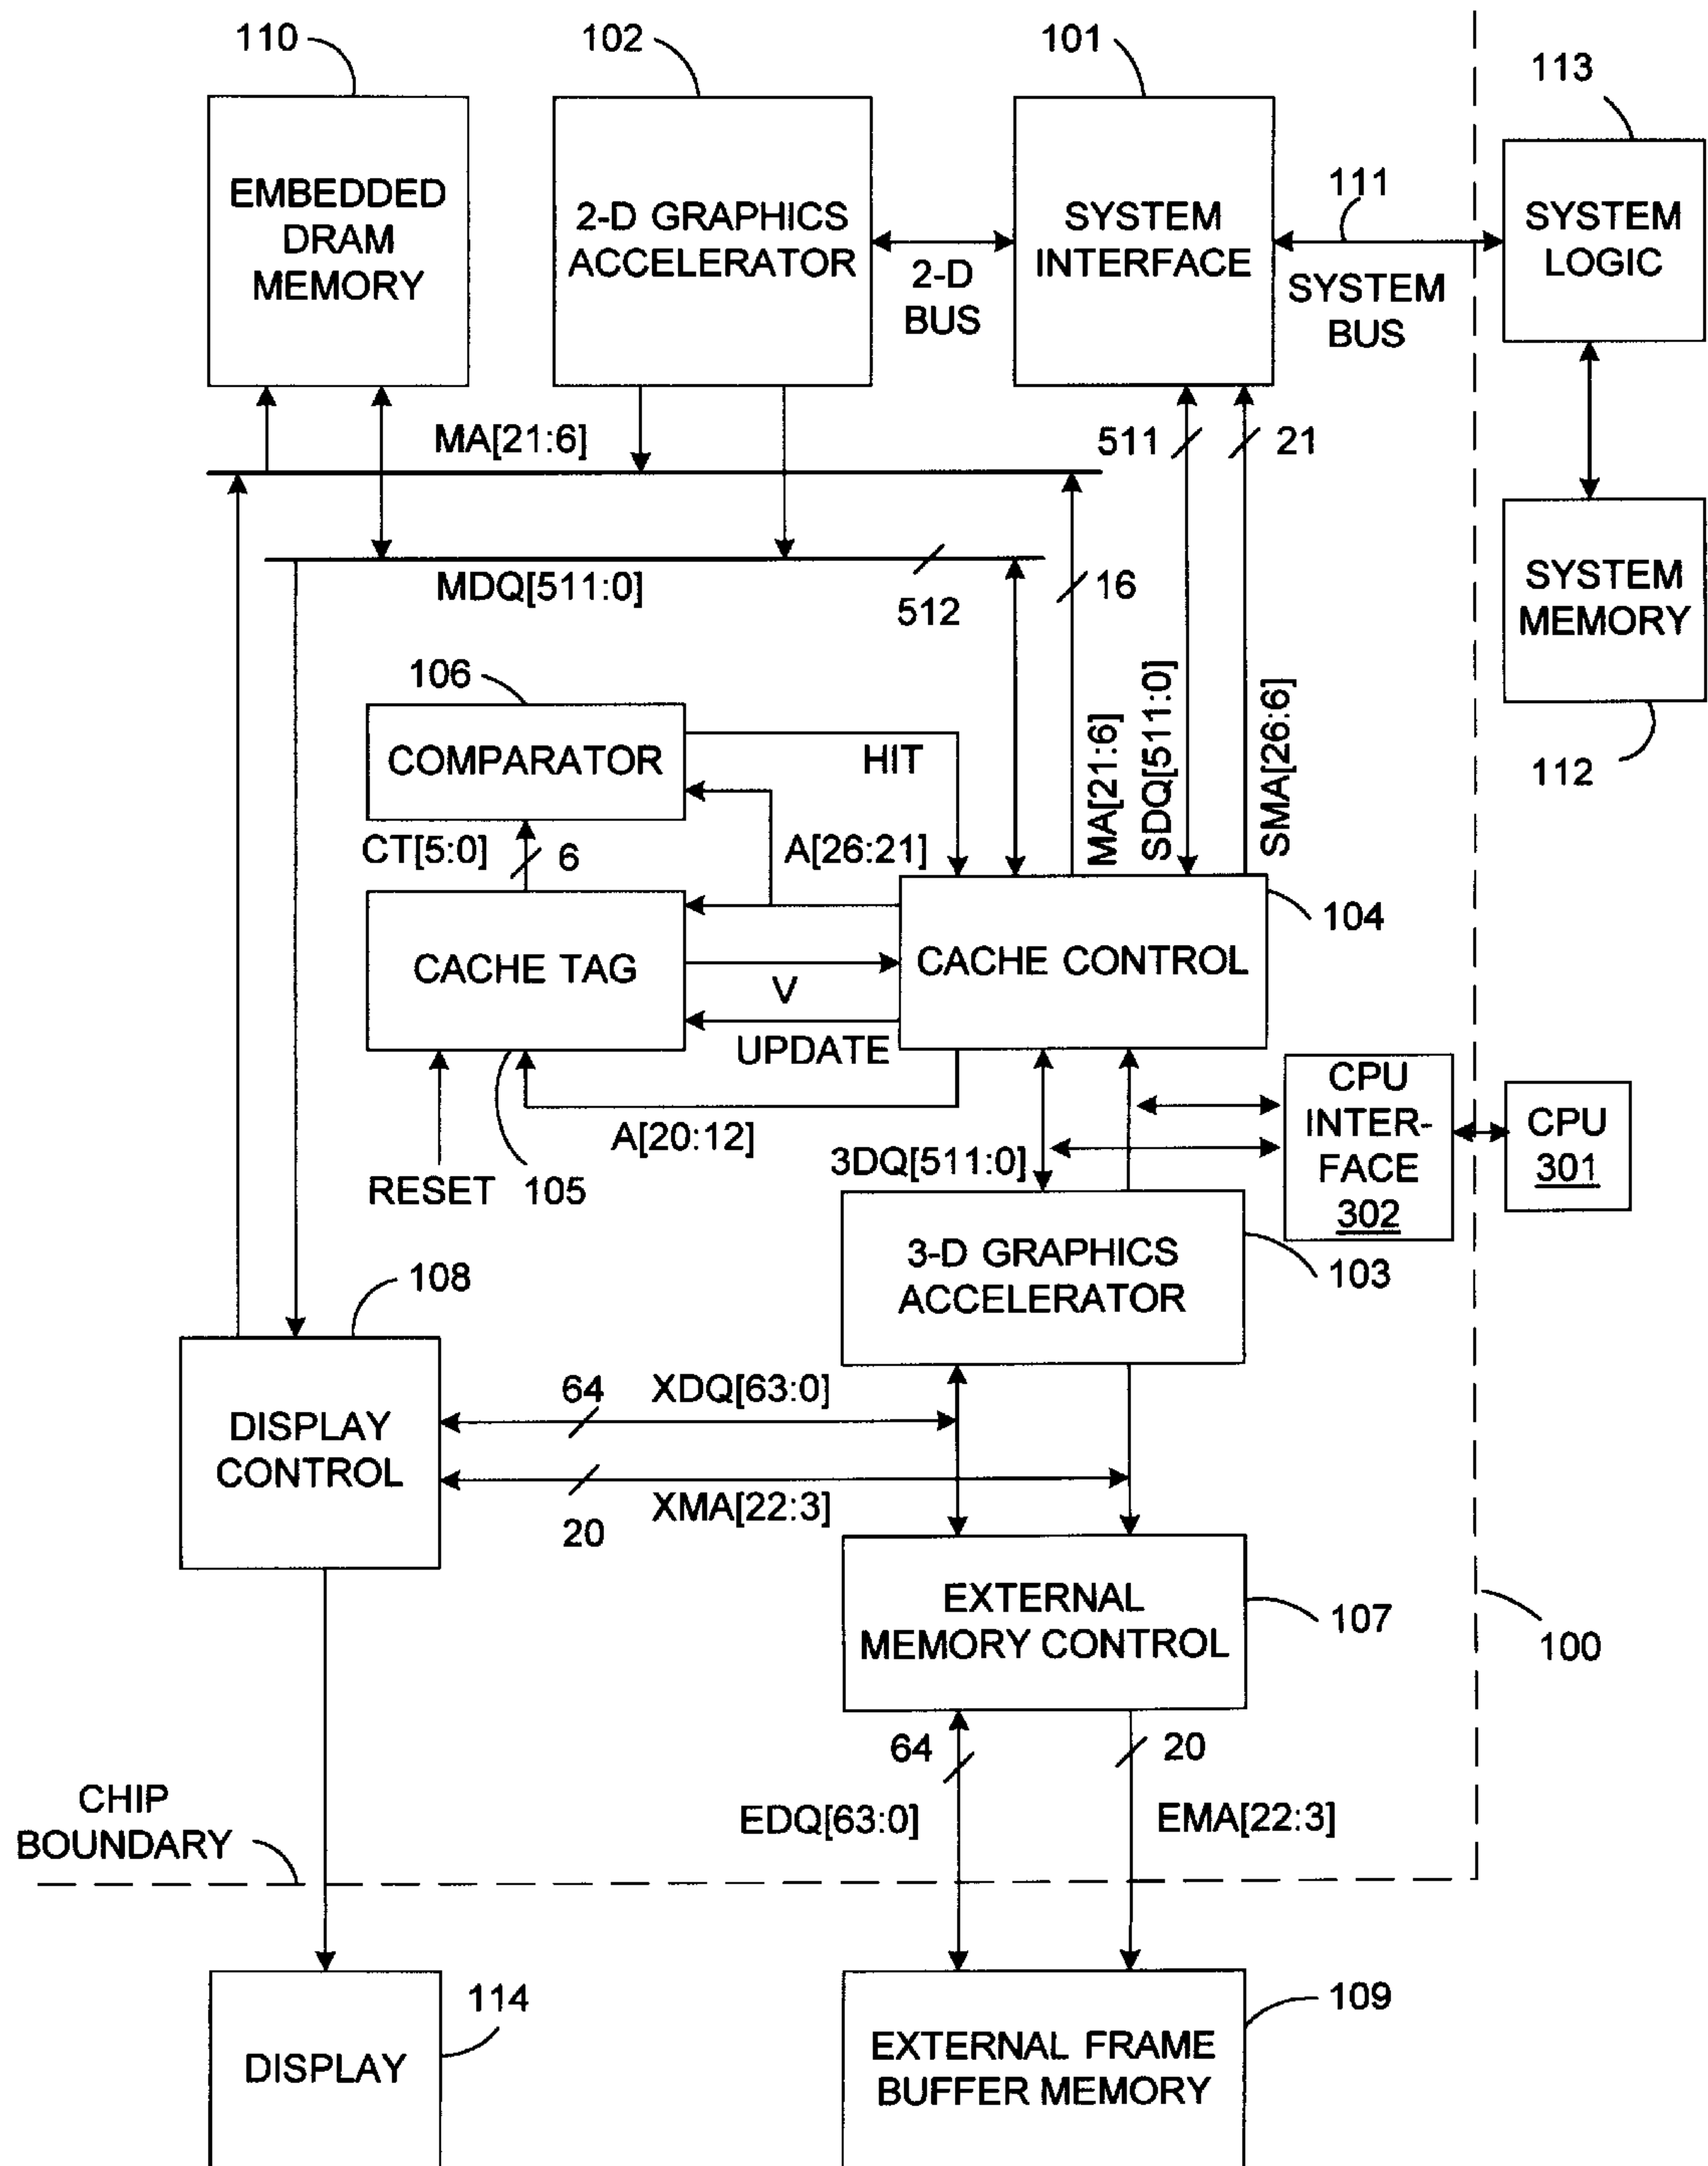 110
102
101
113
EMBEDDED
DRAM
MEMORY
2-D GRAPHICS
ACCELERATOR
2-D
BUS
SYSTEM
INTERFACE
111
SYSTEM
BUS
SYSTEM
LOGIC
MA[21:6]
511
21
MDQ[511:0]
512
16
SYSTEM
MEMORY
112
106
COMPARATOR
HIT
MA[21:6]
SDQ[511:0]
SMA[26:6]
CT[5:0]
6
A[26:21]
104
CACHE TAG
V
CACHE CONTROL
UPDATE
A[20:12]
RESET
105
3DQ[511:0]
CPU
INTER-
FACE
302
CPU
301
3-D GRAPHICS
ACCELERATOR
103
108
DISPLAY
CONTROL
64
XDQ[63:0]
20
XMA[22:3]
EXTERNAL
MEMORY CONTROL
107
100
64
20
EDQ[63:0]
EMA[22:3]
CHIP
BOUNDARY
DISPLAY
114
EXTERNAL FRAME
BUFFER MEMORY
109